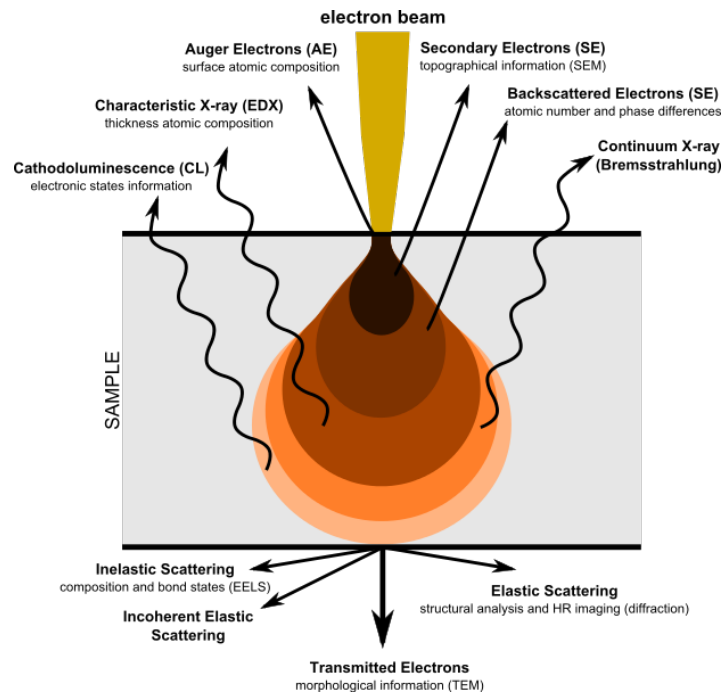 electron beam
Auger Electrons (AE)
surface atomic composition
Secondary Electrons (SE)
topographical information (SEM)
Characteristic X-ray (EDX)
thickness atomic composition
Backscattered Electrons (SE)
atomic number and phase differences
Cathodoluminescence (CL)
electronic states information
Continuum X-ray
(Bremsstrahlung)
SAMPLE
Inelastic Scattering
composition and bond states (EELS)
Incoherent Elastic
Scattering
Elastic Scattering
structural analysis and HR imaging (diffraction)
Transmitted Electrons
morphological information (TEM)